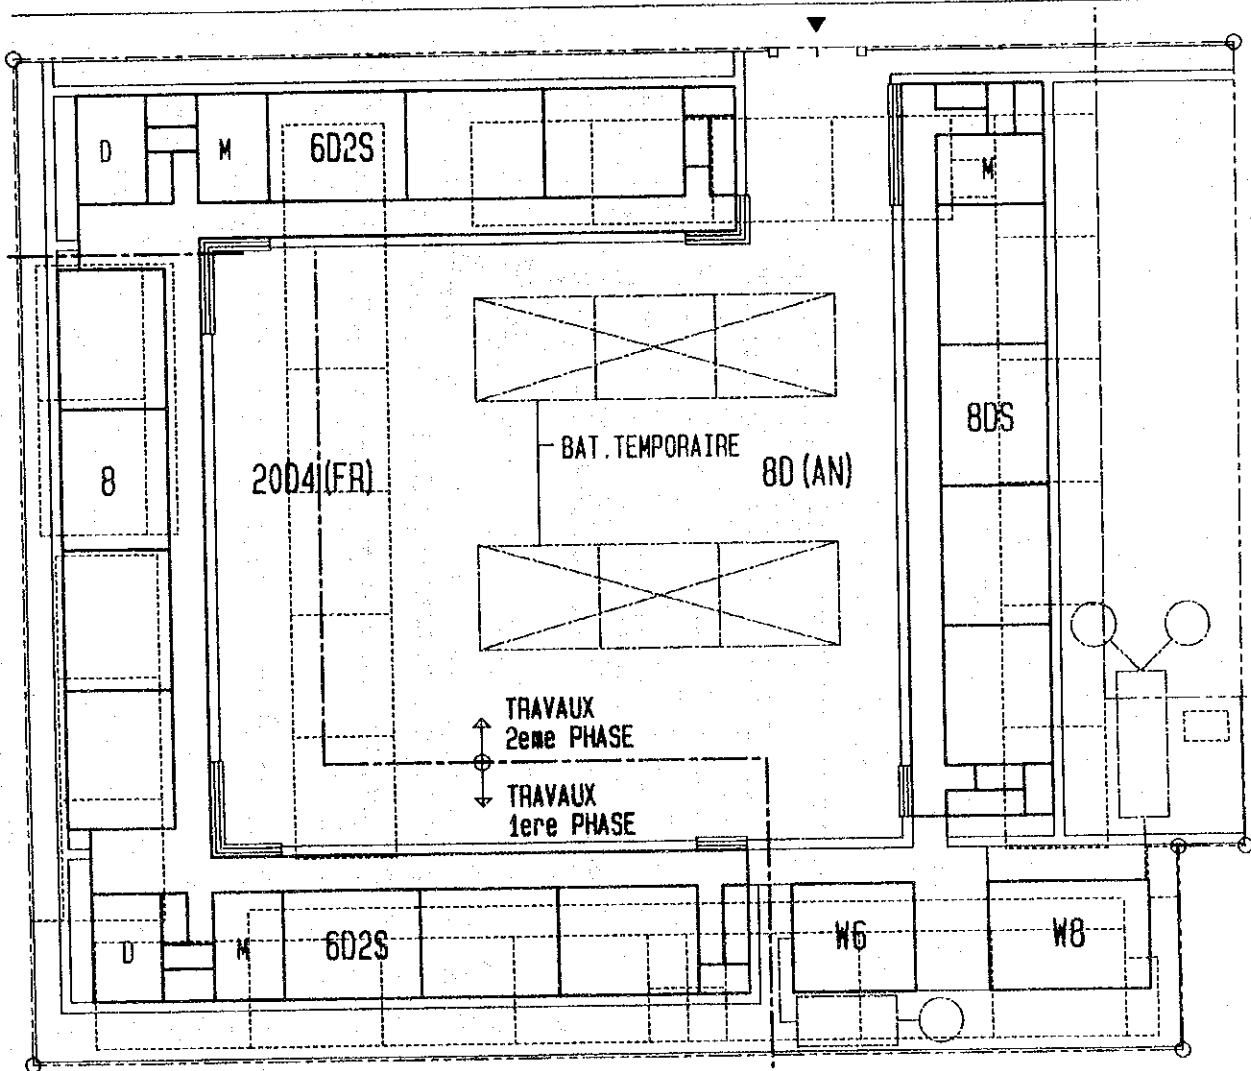 D
M
6D2S
M
8
20D4(FR)
BAT.TEMPORAIRE
8D(AN)
8DS
TRAVAUX
2eme PHASE
TRAVAUX
1ere PHASE
D
M
6D2S
W6
W8